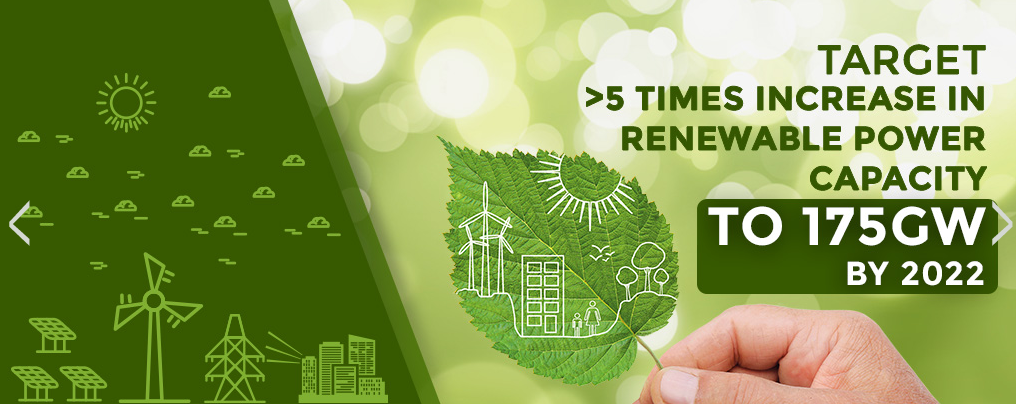 TARGET
>5 TIMES INCREASE IN
RENEWABLE POWER
CAPACITY
TO 175GW
BY 2022